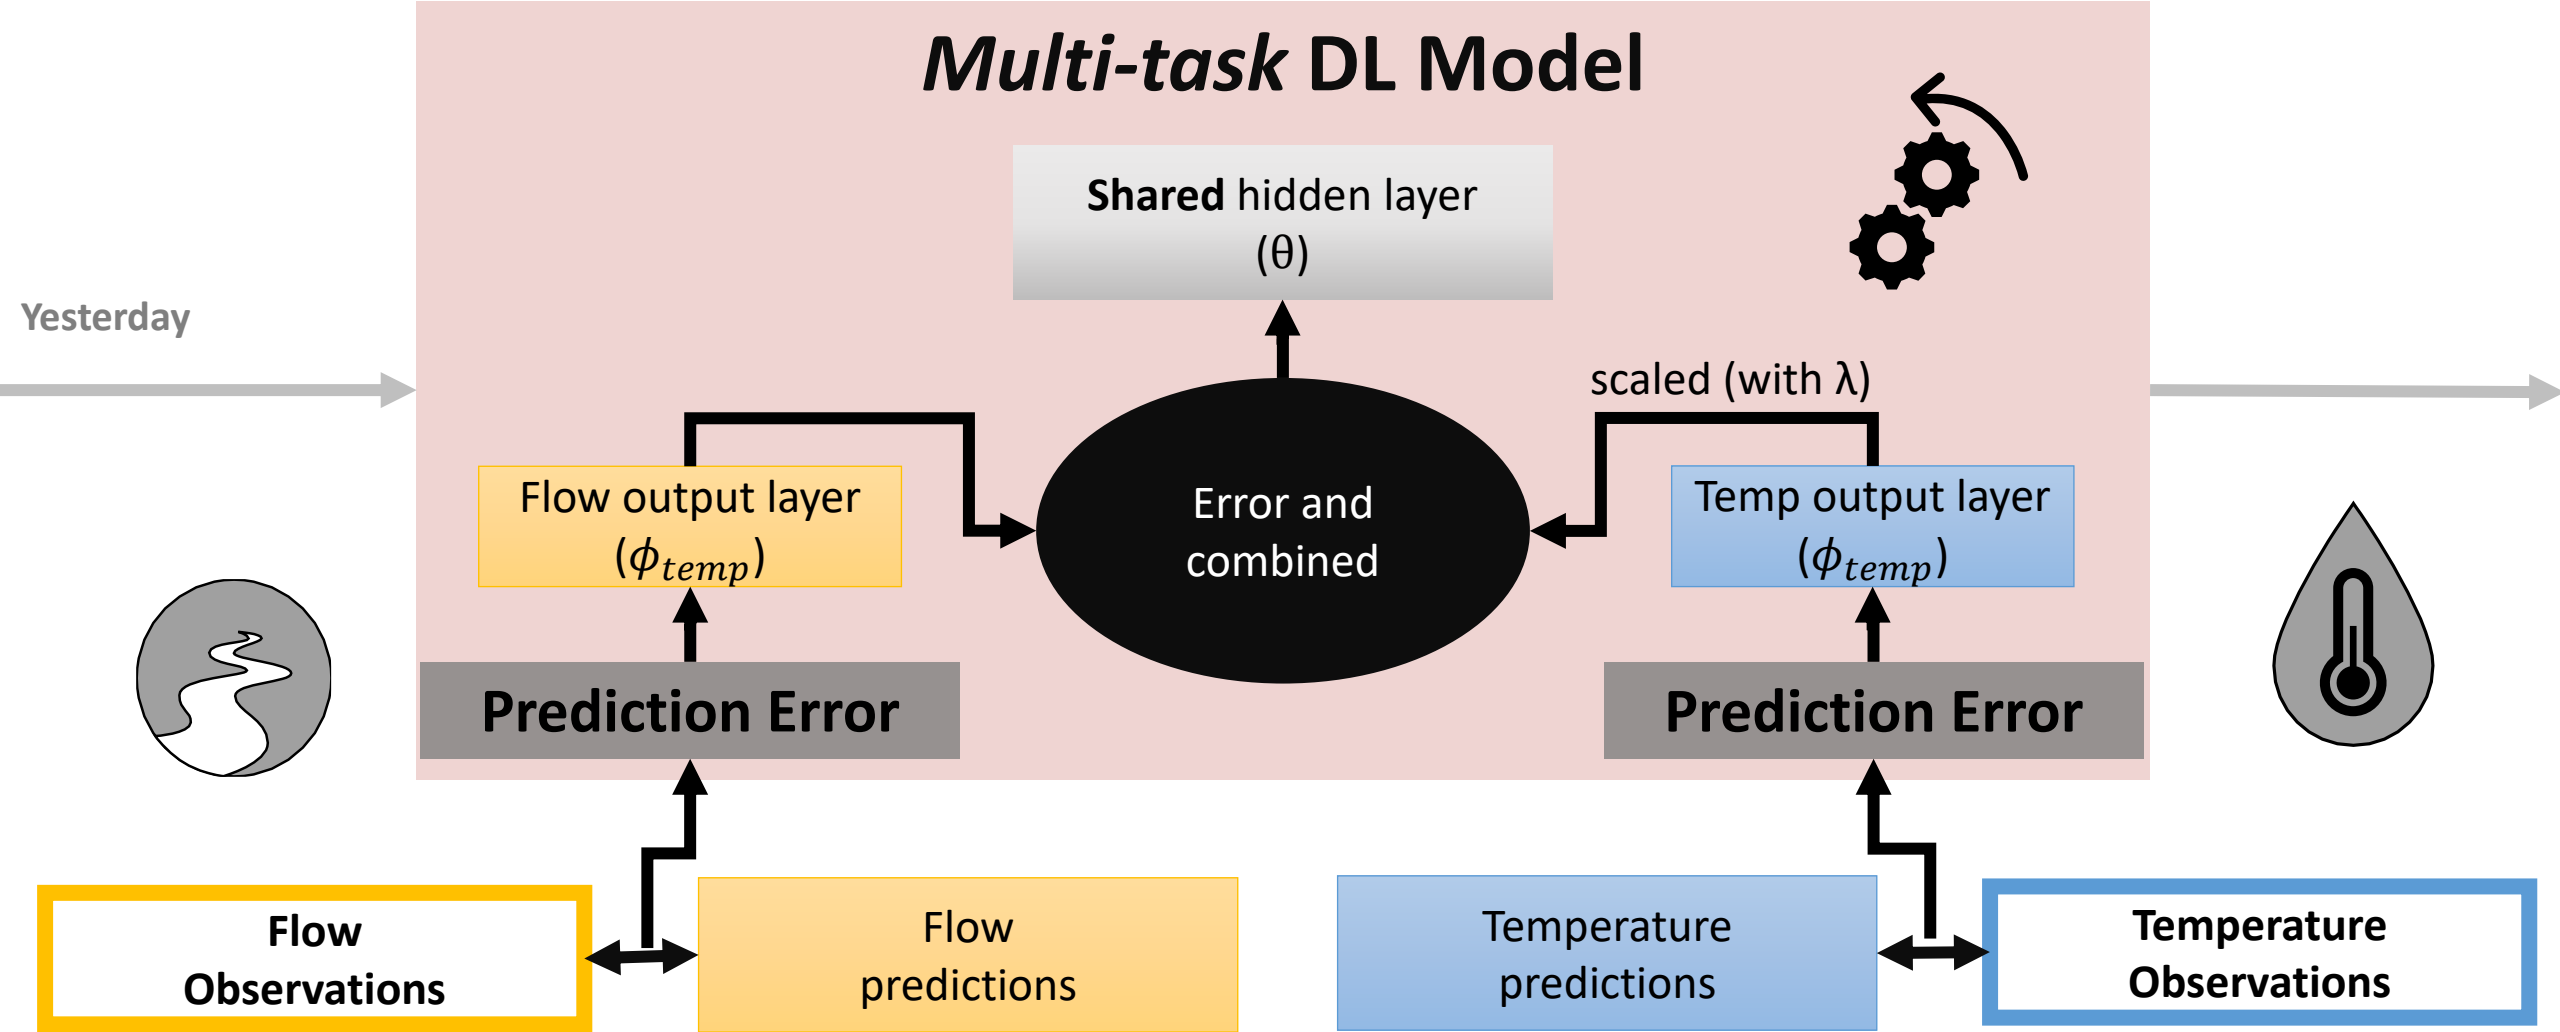 Multi-task DL Model
Shared hidden layer
(θ)
Yesterday
scaled (with λ)
Flow output layer
(ϕtemp)
Error and
combined
Temp output layer
(ϕtemp)
Prediction Error
Prediction Error
Flow
Observations
Flow
predictions
Temperature
predictions
Temperature
Observations